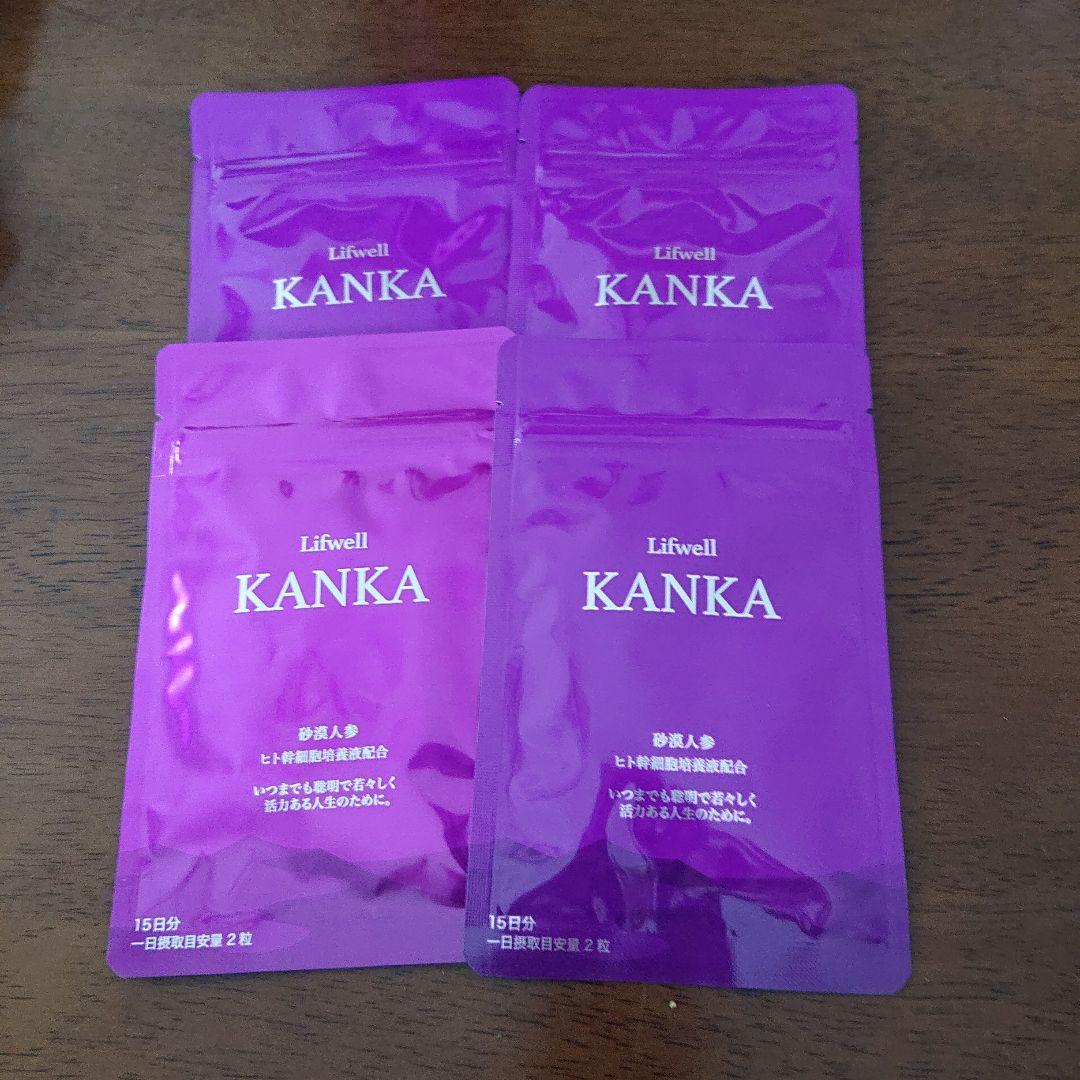 Lifwell
KANKA
Lifwell
KANKA
Lifwell
KANKA
砂漠人参
ヒト幹細胞培養液配合
いつまでも聡明で若々しく
活力ある人生のために。
15日分
一日摂取目安量 2 粒
Lifwell
KANKA
砂漠人参
ヒト幹細胞培養液配合
いつまでも聡明で若々しく
活力ある人生のために。
15日分
一日摂取目安量 2 粒